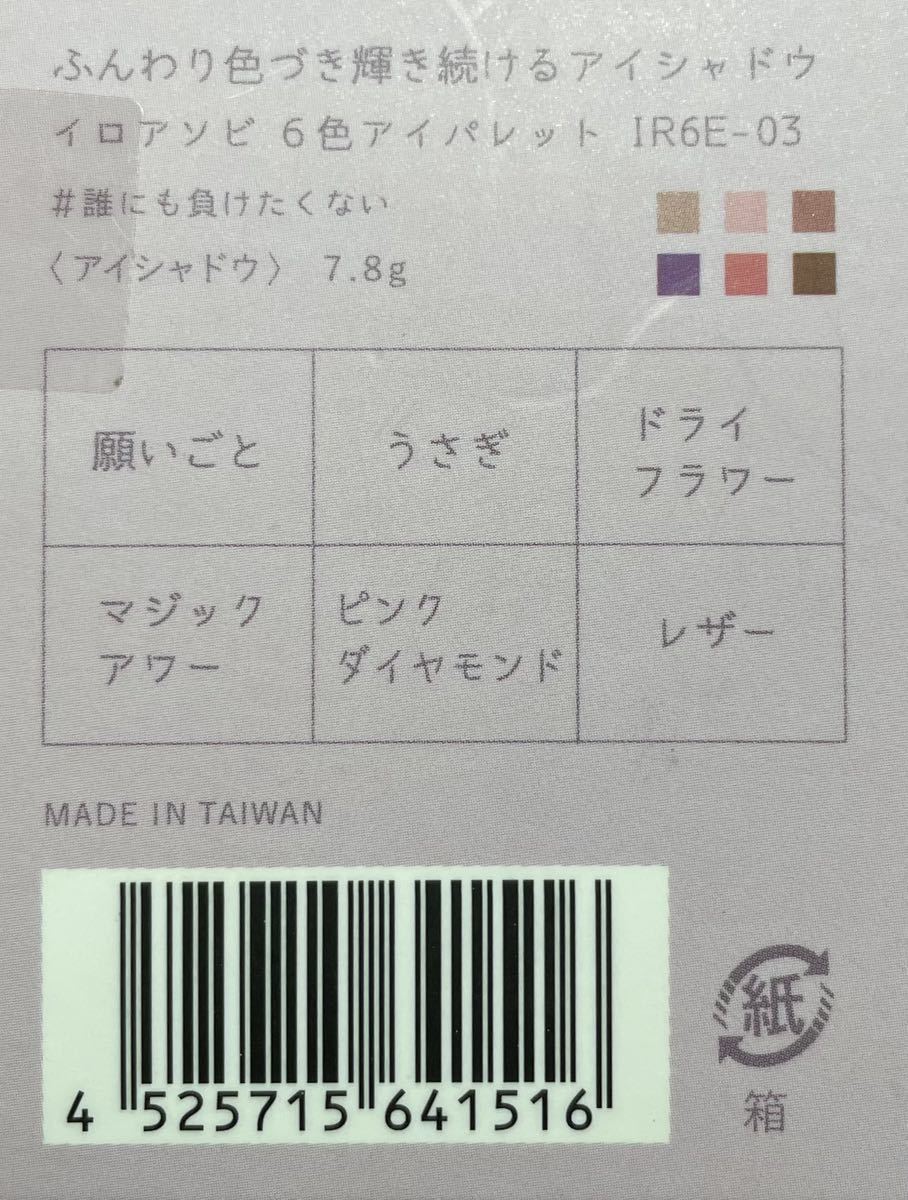 ふんわり色づき輝き続けるアイシャドウ
イロアソビ 6色アイパレット IR6E-03
#誰にも負けたくない
〈アイシャドウ〉 7.8g
願いごと
うさぎ
ドライ
フラワー
マジック
アワー
ピンク
ダイヤモンド
レザー
MADE IN TAIWAN
4 525715 641516
紙
箱